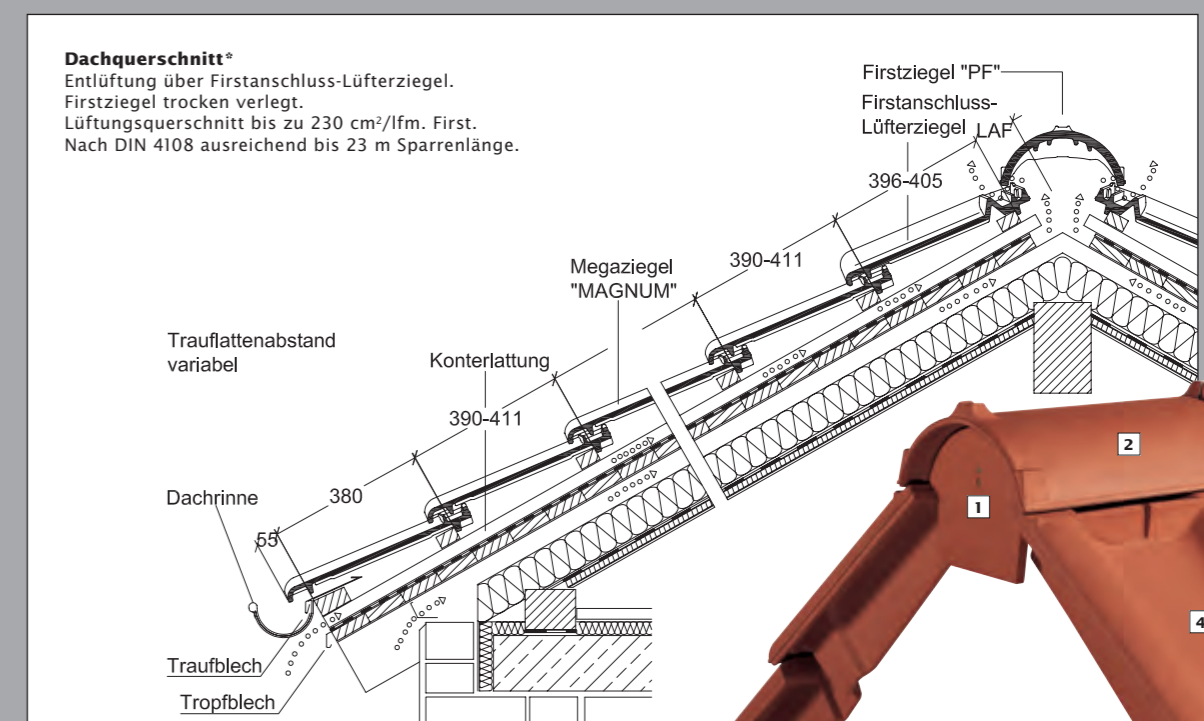 Dachquerschnitt*
Entlüftung über Firstanschluss-Lüfterziegel.
Firstziegel trocken verlegt.
Lüftungsquerschnitt bis zu 230 cm²/lfm. First.
Nach DIN 4108 ausreichend bis 23 m Sparrenlänge.
Firstziegel "PF"
Firstanschluss-
Lüfterziegel
LAF
396-405
390-411
Megaziegel
"MAGNUM"
Trauflattenabstand
variabel
Konterlattung
390-411
380
Dachrinne
55
Traufblech
Tropfblech
1
2
4